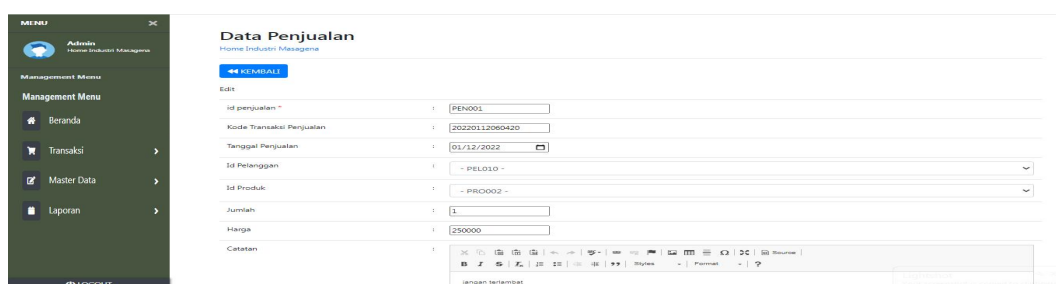 MENU
Admin
Home Industri Masagena
Management Menu
Management Menu
Beranda
Transaksi
Master Data
Laporan
LOGOUT
Data Penjualan
Home Industri Masagena
KEMBALI
Edit
id penjualan * : PEN001
Kode Transaksi Penjualan : 20220112060420
Tanggal Penjualan : 01/12/2022
Id Pelanggan : - PEL010 -
Id Produk : - PRO002 -
Jumlah : 1
Harga : 250000
Catatan :
Source
B I S Styles Format ?
jangan terlambat